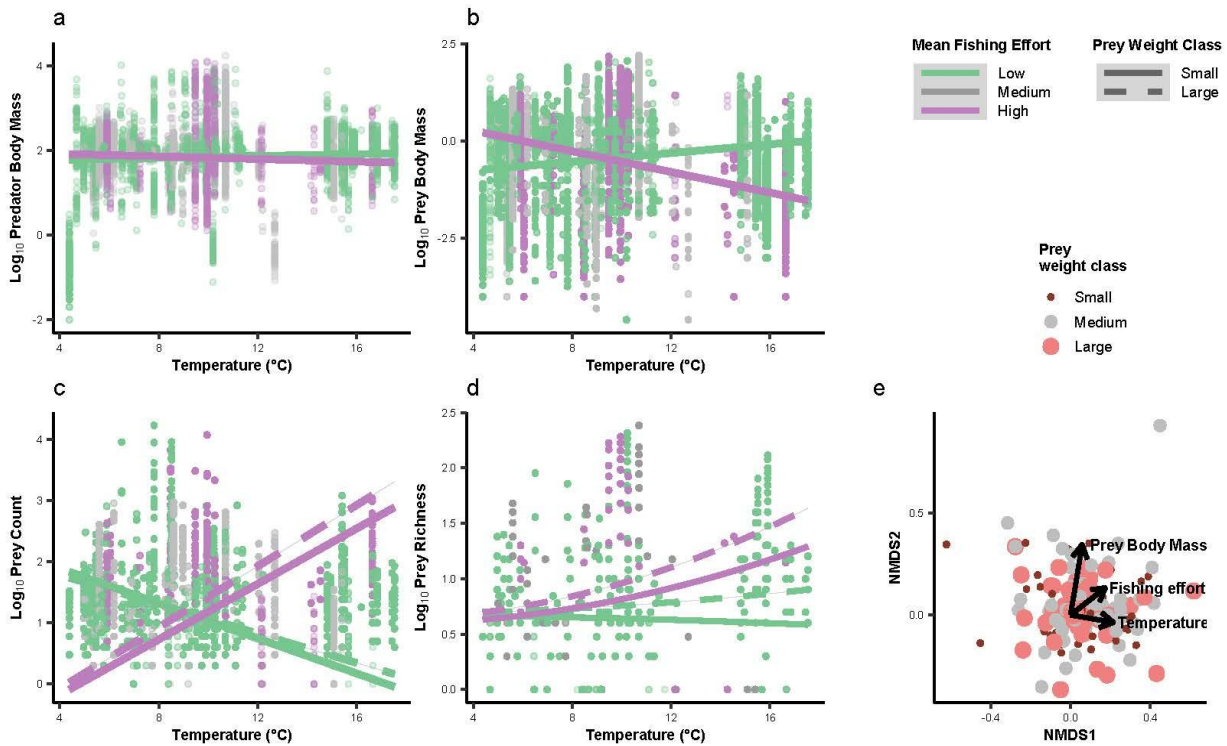 a
Log₁₀ Predator Body Mass
4
2
0
-2
4
8
12
16
Temperature (°C)
b
Log₁₀ Prey Body Mass
2.5
0.0
-2.5
4
8
12
16
Temperature (°C)
Mean Fishing Effort
Low
Medium
High
Prey Weight Class
Small
Large
Prey
weight class
Small
Medium
Large
c
Log₁₀ Prey Count
4
3
2
1
0
4
8
12
16
Temperature (°C)
d
Log₁₀ Prey Richness
2.5
2.0
1.5
1.0
0.5
0.0
4
8
12
16
Temperature (°C)
e
NMDS2
0.5
0.0
Prey Body Mass
Fishing effort
Temperature
-0.4
0.0
0.4
NMDS1